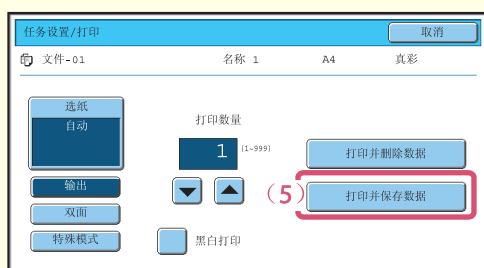 任务设置/打印 取消
文件-01 名称 1 A4 真彩
选纸
自动
打印数量
1 (1~999)
打印并删除数据
输出
(5) 打印并保存数据
双面
特殊模式
黑白打印